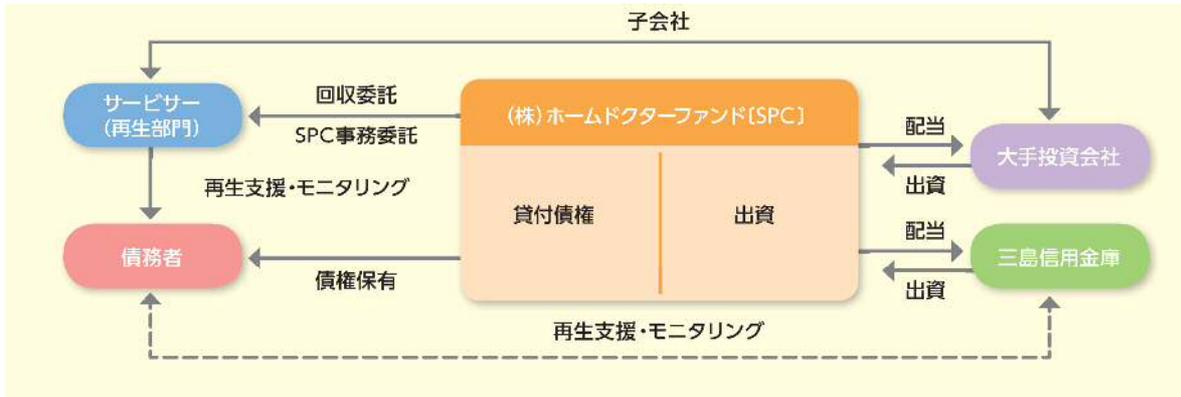 子会社
サービサー
(再生部門)
回収委託
SPC事務委託
(株)ホームドクターファンド〔SPC〕
配当
大手投資会社
出資
再生支援・モニタリング
貸付債権
出資
債務者
債権保有
配当
三島信用金庫
出資
再生支援・モニタリング